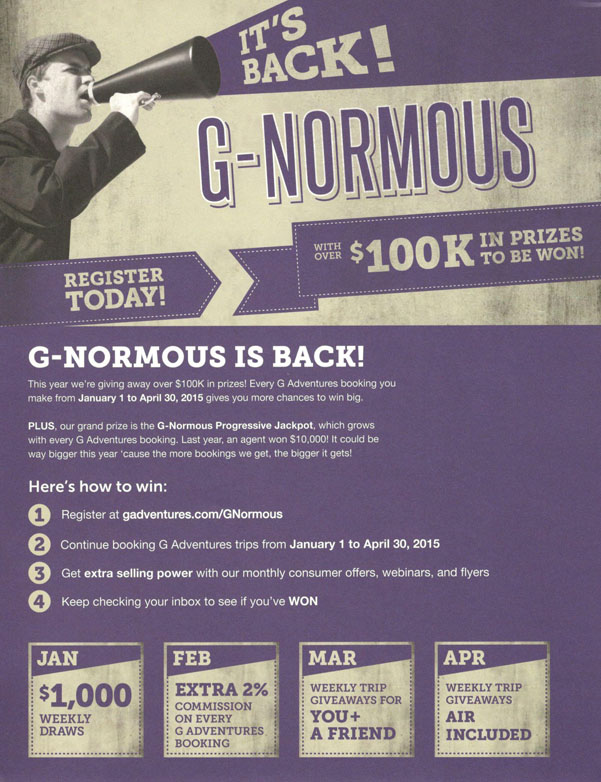 IT'S
BACK!
G-NORMOUS
WITH
OVER
$100K
IN PRIZES
TO BE WON!
REGISTER
TODAY!
G-NORMOUS IS BACK!
This year we're giving away over $100K in prizes! Every G Adventures booking you
make from January 1 to April 30, 2015 gives you more chances to win big.
PLUS, our grand prize is the G-Normous Progressive Jackpot, which grows
with every G Adventures booking. Last year, an agent won $10,000! It could be
way bigger this year 'cause the more bookings we get, the bigger it gets!
Here's how to win:
1 Register at gadventures.com/GNormous
2 Continue booking G Adventures trips from January 1 to April 30, 2015
3 Get extra selling power with our monthly consumer offers, webinars, and flyers
4 Keep checking your inbox to see if you've WON
JAN
$1,000
WEEKLY
DRAWS
FEB
EXTRA 2%
COMMISSION
ON EVERY
G ADVENTURES
BOOKING
MAR
WEEKLY TRIP
GIVEAWAYS FOR
YOU+
A FRIEND
APR
WEEKLY TRIP
GIVEAWAYS
AIR
INCLUDED